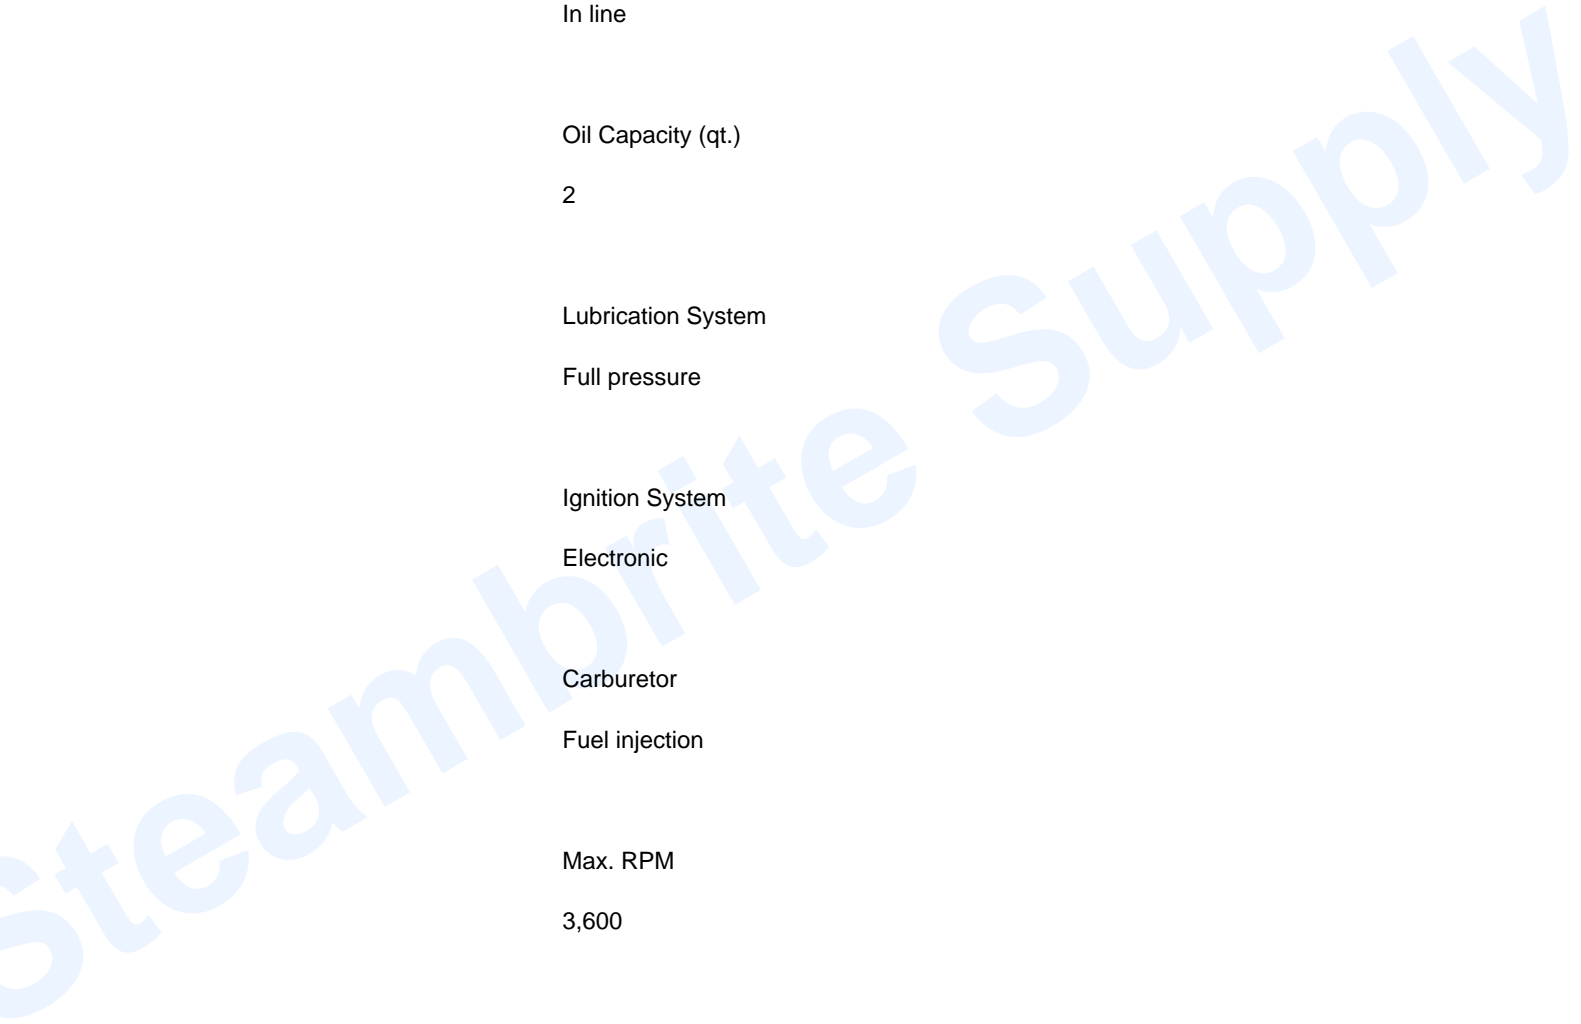 In line
Oil Capacity (qt.)
2
Lubrication System
Full pressure
Ignition System
Electronic
Carburetor
Fuel injection
Max. RPM
3,600
Steambrite Supply